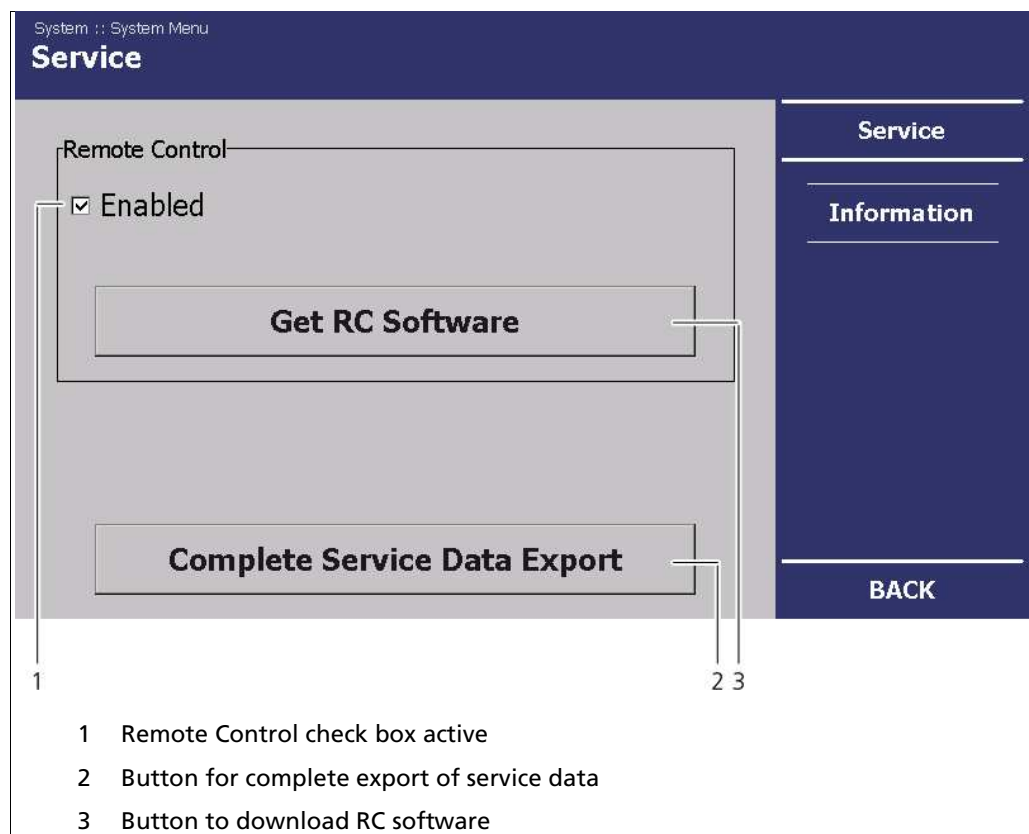 System :: System Menu
Service
Service
Remote Control
Enabled
Information
Get RC Software
Complete Service Data Export
BACK
1
2 3
1 Remote Control check box active
2 Button for complete export of service data
3 Button to download RC software